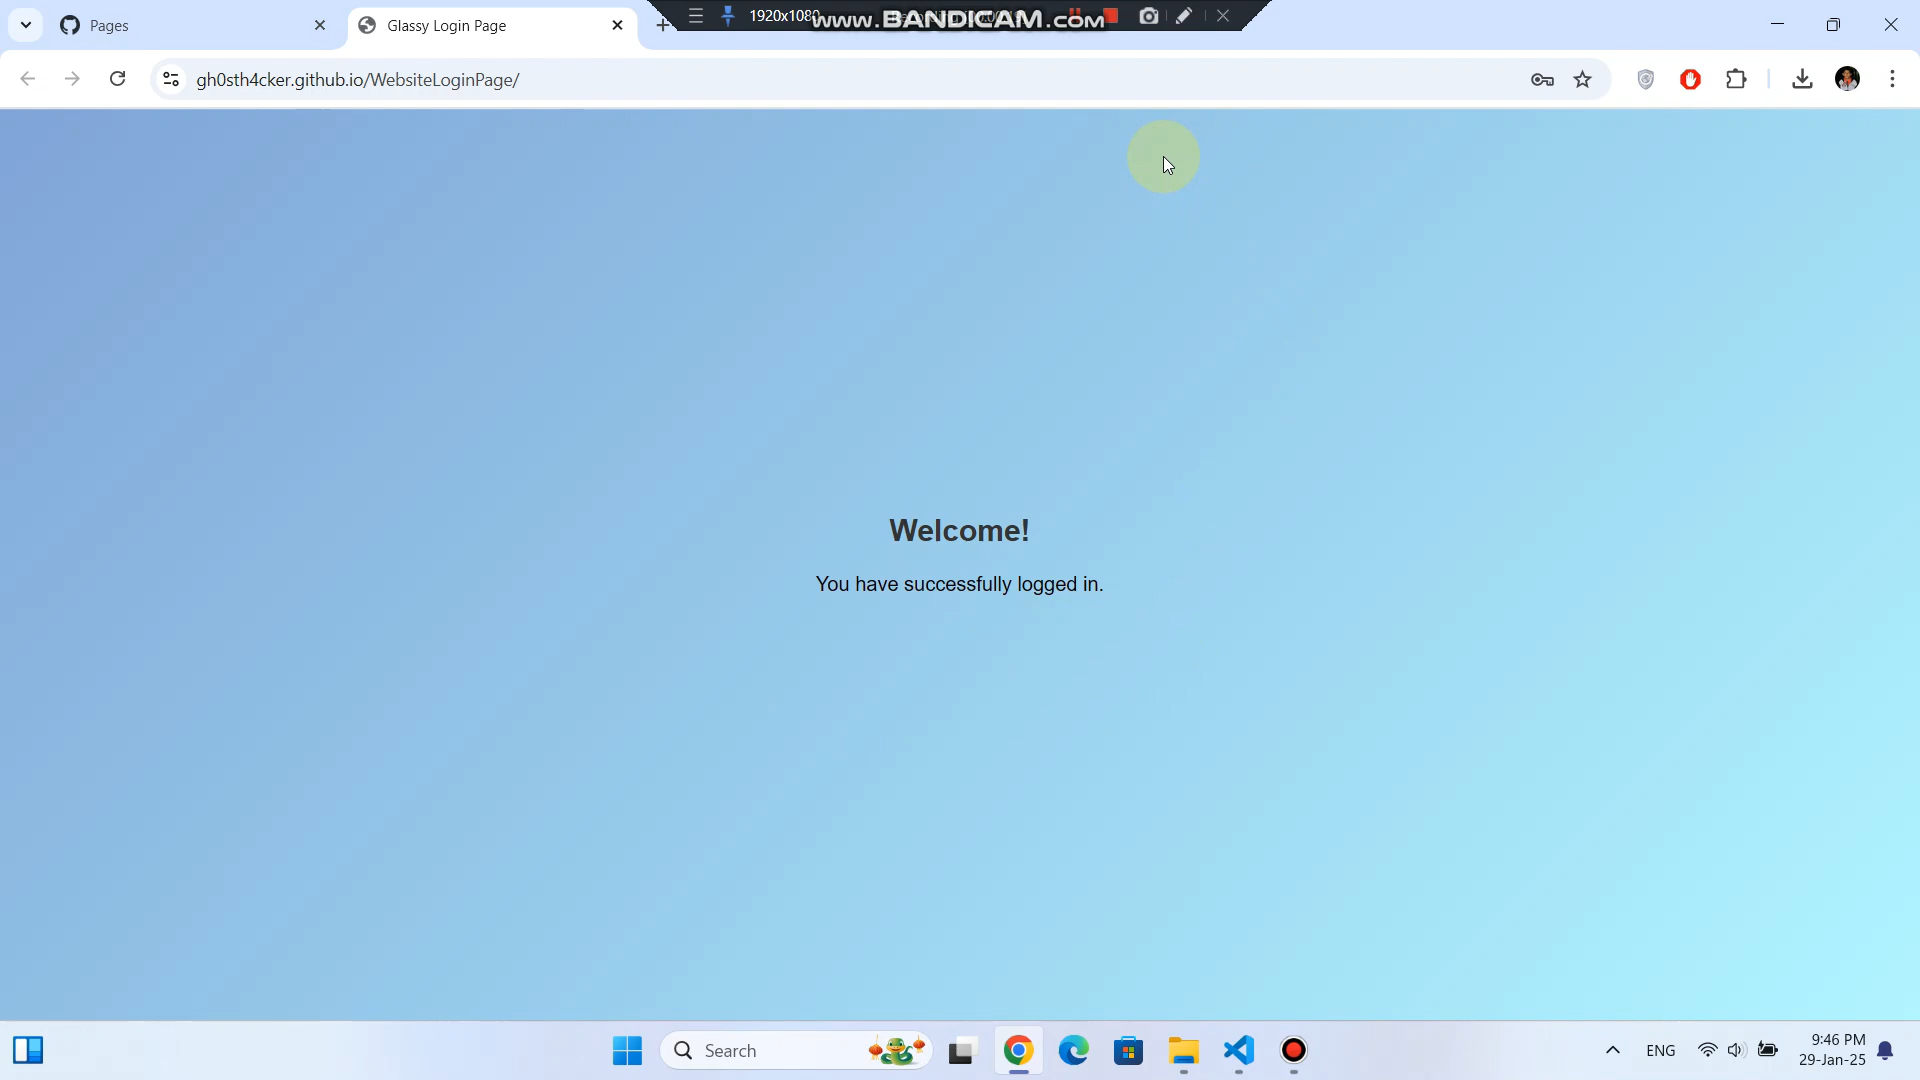 Pages
Glassy Login Page
1920x1080
www.BANDICAM.com
gh0sth4cker.github.io/WebsiteLoginPage/
Welcome!
You have successfully logged in.
Search
ENG
9:46 PM
29-Jan-25